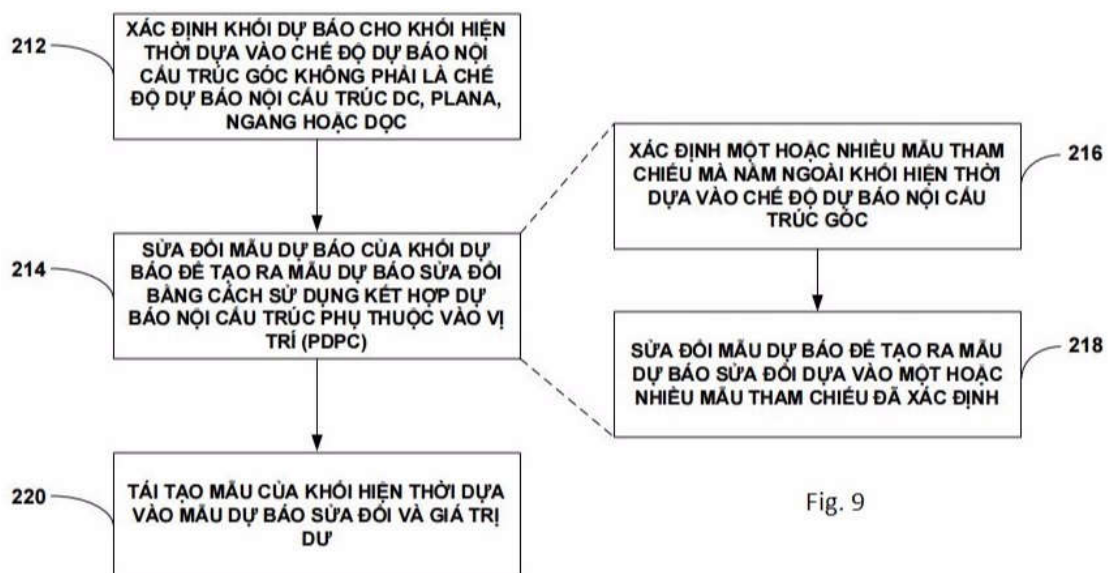 212
XÁC ĐỊNH KHỐI DỰ BÁO CHO KHỐI HIỆN
THỜI DỰA VÀO CHẾ ĐỘ DỰ BÁO NỘI
CẤU TRÚC GÓC KHÔNG PHẢI LÀ CHẾ
ĐỘ DỰ BÁO NỘI CẤU TRÚC DC, PLANA,
NGANG HOẶC DỌC
214
SỬA ĐỔI MẪU DỰ BÁO CỦA KHỐI DỰ
BÁO ĐỂ TẠO RA MẪU DỰ BÁO SỬA ĐỔI
BẰNG CÁCH SỬ DỤNG KẾT HỢP DỰ
BÁO NỘI CẤU TRÚC PHỤ THUỘC VÀO VỊ
TRÍ (PDPC)
216
XÁC ĐỊNH MỘT HOẶC NHIỀU MẪU THAM
CHIẾU MÀ NẰM NGOÀI KHỐI HIỆN THỜI
DỰA VÀO CHẾ ĐỘ DỰ BÁO NỘI CẤU
TRÚC GÓC
218
SỬA ĐỔI MẪU DỰ BÁO ĐỂ TẠO RA MẪU
DỰ BÁO SỬA ĐỔI DỰA VÀO MỘT HOẶC
NHIỀU MẪU THAM CHIẾU ĐÃ XÁC ĐỊNH
220
TÁI TẠO MẪU CỦA KHỐI HIỆN THỜI DỰA
VÀO MẪU DỰ BÁO SỬA ĐỔI VÀ GIÁ TRỊ
DƯ
Fig. 9